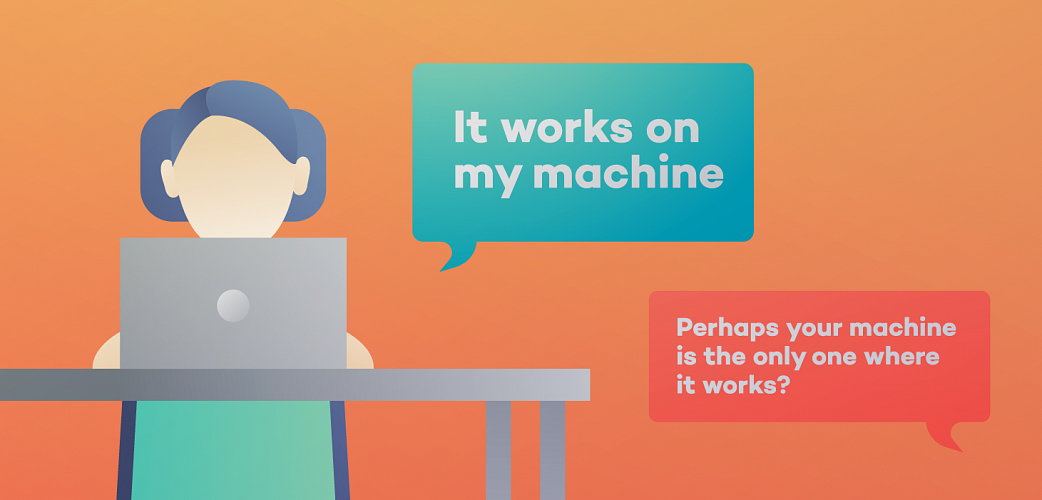 It works on
my machine
Perhaps your machine
is the only one where
it works?